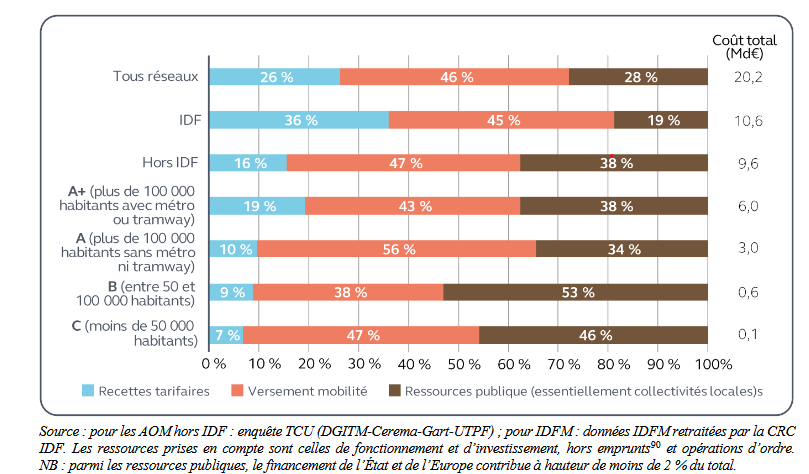 Coût total
(Md€)
Tous réseaux 26 % 46 % 28 % 20,2
IDF 36 % 45 % 19 % 10,6
Hors IDF 16 % 47 % 38 % 9,6
A+ (plus de 100 000
habitants avec métro
ou tramway) 19 % 43 % 38 % 6,0
A (plus de 100 000
habitants sans métro
ni tramway) 10 % 56 % 34 % 3,0
B (entre 50 et
100 000 habitants) 9 % 38 % 53 % 0,6
C (moins de 50 000
habitants) 7 % 47 % 46 % 0,1
0 % 10 % 20 % 30 % 40 % 50 % 60 % 70 % 80 % 90 % 100%
Recettes tarifaires Versement mobilité Ressources publique (essentiellement collectivités locales)s
Source : pour les AOM hors IDF : enquête TCU (DGITM-Cerema-Gart-UTPF) ; pour IDFM : données IDFM retraitées par la CRC
IDF. Les ressources prises en compte sont celles de fonctionnement et d'investissement, hors emprunts90 et opérations d'ordre.
NB : parmi les ressources publiques, le financement de l'État et de l'Europe contribue à hauteur de moins de 2 % du total.